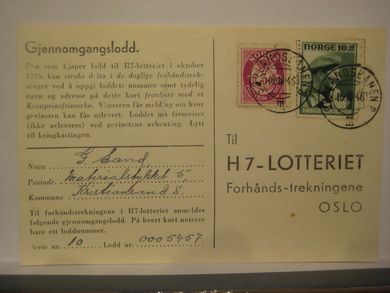 Gjennomgangslodd.
Den som kjøper lodd til H7-lotteriet i oktober
1945, kan straks delta i de daglige forhåndstrek-
ninger ved å oppgi loddets nummer samt tydelig
navn og adresse på dette kort frankert med et
Kronprinsfrimerke. Vinneren får melding om hvor
gevinsten kan fås utlevert. Loddet må fremvises
(ikke avleveres) ved gevinstens avhenting. Lytt
til kringkastingen.
Navn G. Sand
Postadr. Materialstykket 5,
Kommune Kristiansund S.
Til forhåndstrekningene i H7-lotteriet anmeldes
følgende gjennomgangslodd. På hvert kort noteres
bare ett loddnummer.
Serie nr. 10 Lodd nr. 0005457
NORGE
NORGE 10
Til
H7-LOTTERIET
Forhånds-trekningene
OSLO